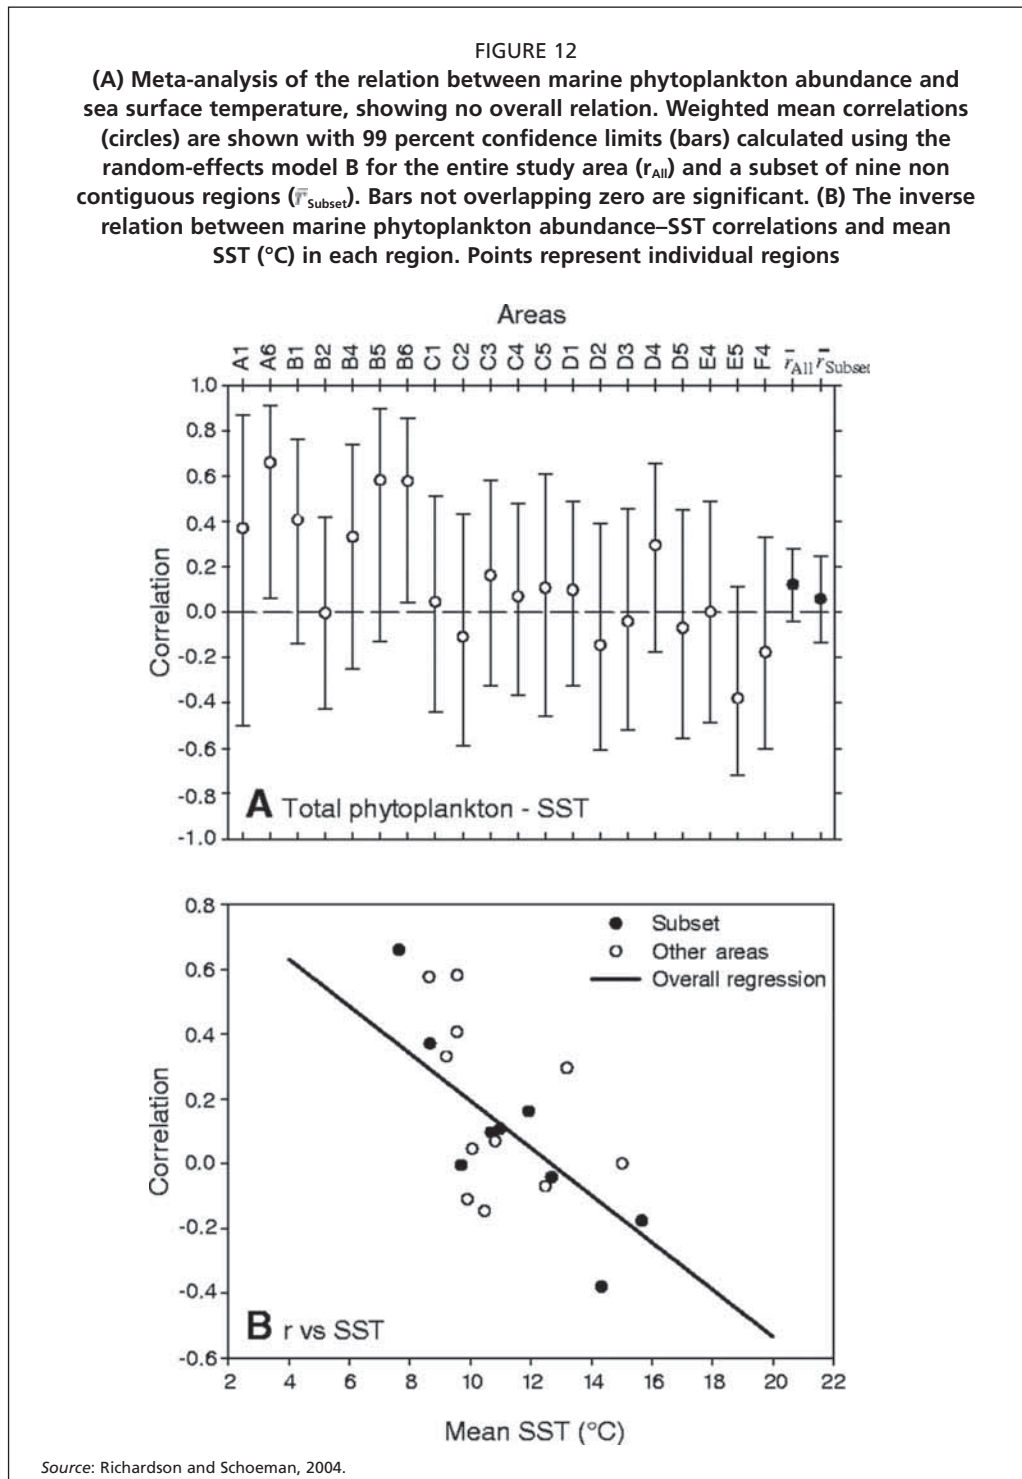 FIGURE 12
(A) Meta-analysis of the relation between marine phytoplankton abundance and
sea surface temperature, showing no overall relation. Weighted mean correlations
(circles) are shown with 99 percent confidence limits (bars) calculated using the
random-effects model B for the entire study area (rAll) and a subset of nine non
contiguous regions (r̅Subset). Bars not overlapping zero are significant. (B) The inverse
relation between marine phytoplankton abundance–SST correlations and mean
SST (°C) in each region. Points represent individual regions
Areas
A1 A6 B1 B2 B4 B5 B6 C1 C2 C3 C4 C5 D1 D2 D3 D4 D5 E4 E5 F4 r̅All r̅Subset
1.0
0.8
0.6
0.4
0.2
0.0
-0.2
-0.4
-0.6
-0.8
-1.0
Correlation
A Total phytoplankton - SST
0.8
0.6
0.4
0.2
0.0
-0.2
-0.4
-0.6
Correlation
Subset
Other areas
Overall regression
B r vs SST
2 4 6 8 10 12 14 16 18 20 22
Mean SST (°C)
Source: Richardson and Schoeman, 2004.